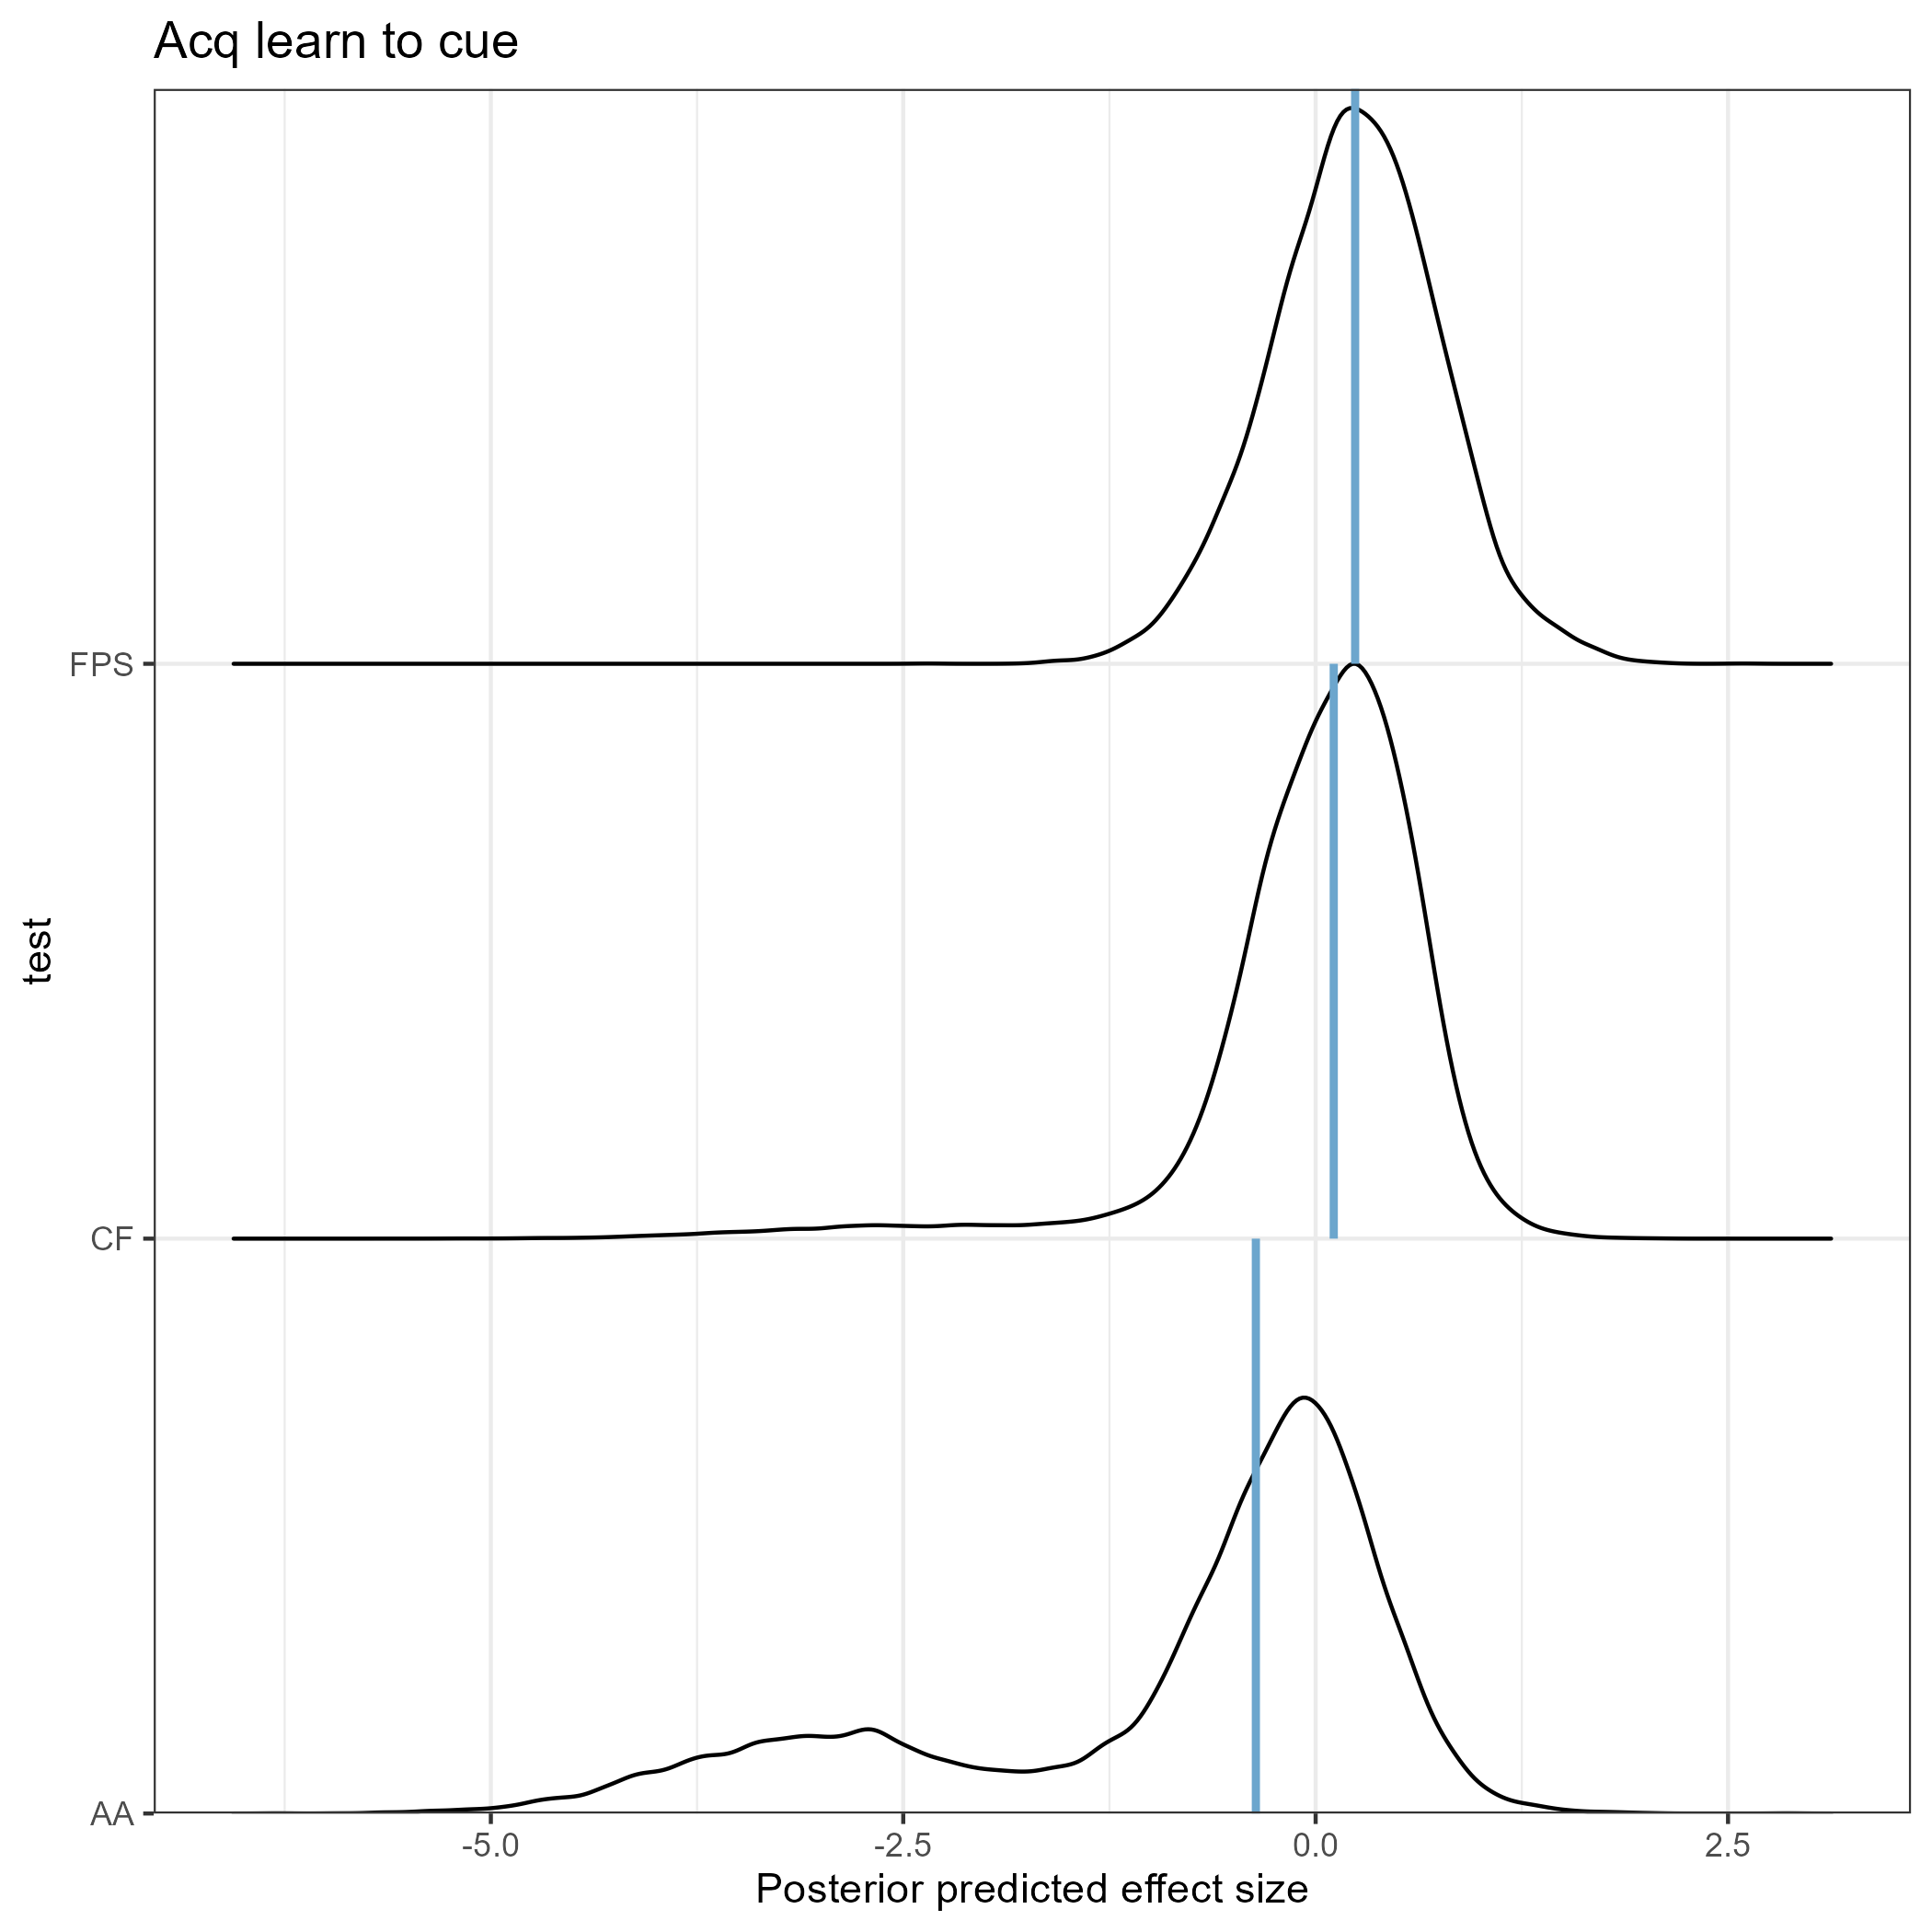 Acq learn to cue
FPS
CF
AA
test
-5.0
-2.5
0.0
2.5
Posterior predicted effect size